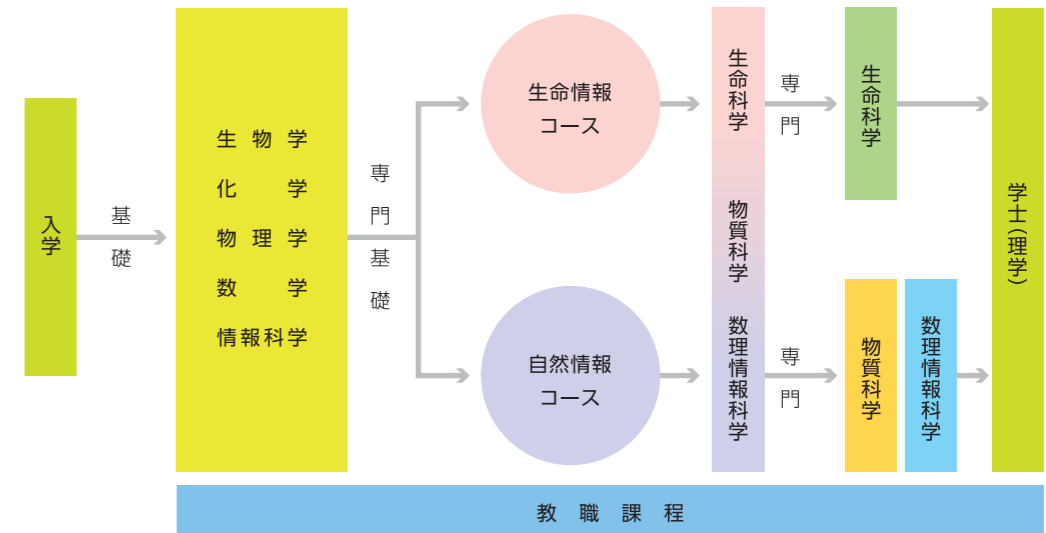 入学
基礎
生物学
化学
物理学
数学
情報科学
専門基礎
生命情報
コース
自然情報
コース
生命科学
物質科学
数理情報科学
専門
専門
生命科学
物質科学
数理情報科学
学士(理学)
教職課程